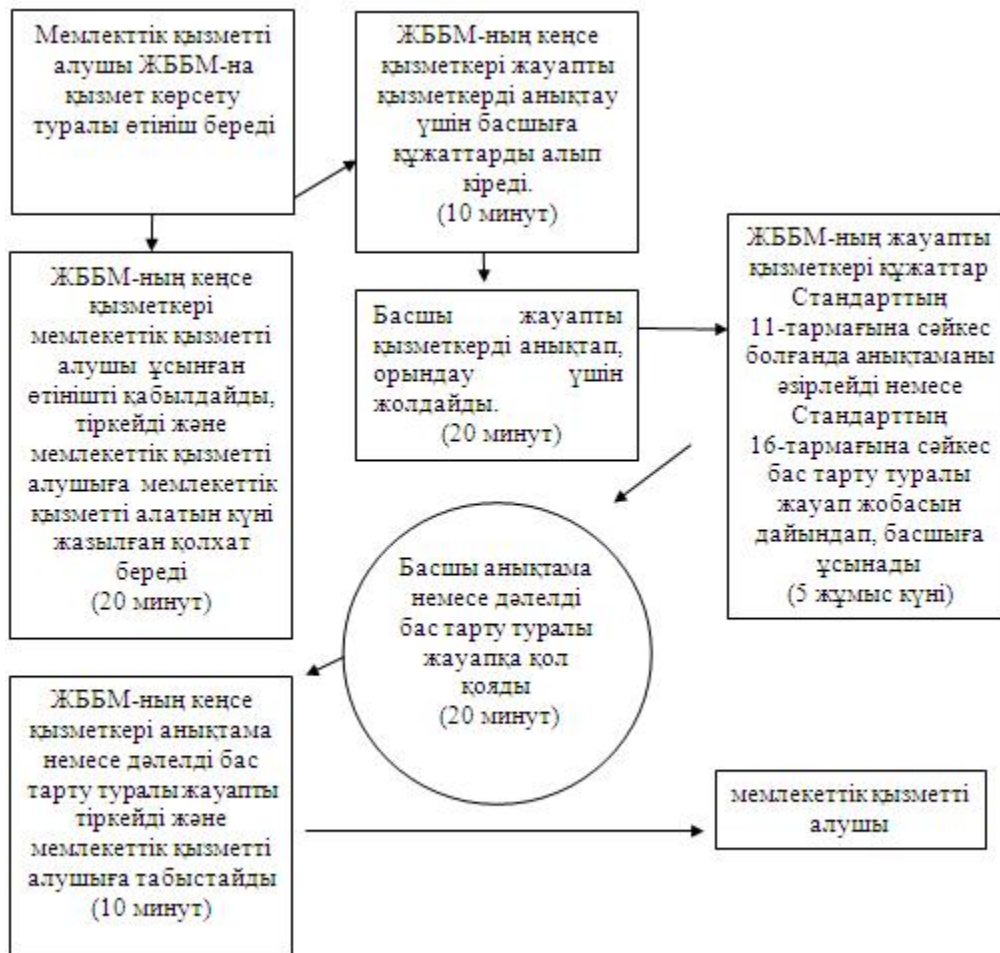 Мемлекттік қызметті
алушы ЖББМ-на
қызмет көрсету
туралы өтініш береді
ЖББМ-ның кеңсе
қызметкері
мемлекеттік қызметті
алушы ұсынған
өтінішті қабылдайды,
тіркейді және
мемлекеттік қызметті
алушыға мемлекеттік
қызметті алатын күні
жазылған қолхат
береді
(20 минут)
ЖББМ-ның кеңсе
қызметкері жауапты
қызметкерді анықтау
үшін басшыға
құжаттарды алып
кіреді.
(10 минут)
Басшы жауапты
қызметкерді анықтап,
орындау үшін
жолдайды.
(20 минут)
ЖББМ-ның жауапты
қызметкері құжаттар
Стандарттың
11-тармағына сәйкес
болғанда анықтаманы
әзірлейді немесе
Стандарттың
16-тармағына сәйкес
бас тарту туралы
жауап жобасын
дайындап, басшыға
ұсынады
(5 жұмыс күні)
Басшы анықтама
немесе дәлелді
бас тарту туралы
жауапқа қол
қояды
(20 минут)
ЖББМ-ның кеңсе
қызметкері анықтама
немесе дәлелді бас
тарту туралы жауапты
тіркейді және
мемлекеттік қызметті
алушыға табыстайды
(10 минут)
мемлекеттік қызметті
алушы